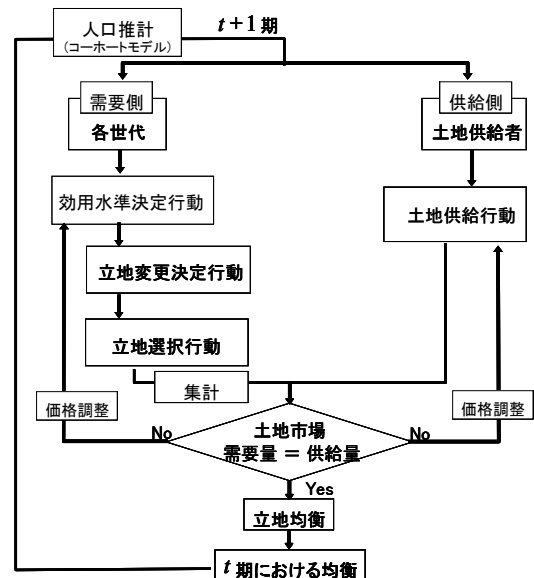 人口推計
(コーホートモデル)
t+1 期
需要側
各世代
供給側
土地供給者
効用水準決定行動
土地供給行動
立地変更決定行動
立地選択行動
集計
価格調整
価格調整
No
土地市場
需要量 = 供給量
No
Yes
立地均衡
t 期における均衡